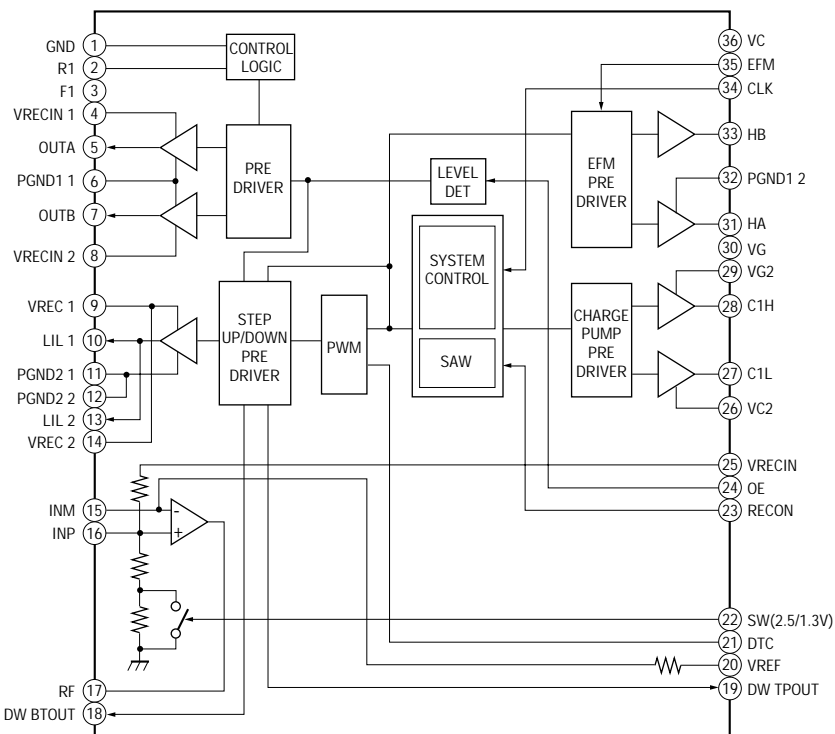 GND 1
R1 2
F1 3
VRECIN 1 4
OUTA 5
PGND1 1 6
OUTB 7
VRECIN 2 8
VREC 1 9
LIL 1 10
PGND2 1 11
PGND2 2 12
LIL 2 13
VREC 2 14
INM 15
INP 16
RF 17
DW BTOUT 18
CONTROL
LOGIC
PRE
DRIVER
LEVEL
DET
EFM
PRE
DRIVER
SYSTEM
CONTROL
SAW
STEP
UP/DOWN
PRE
DRIVER
PWM
CHARGE
PUMP
PRE
DRIVER
-
+
36 VC
35 EFM
34 CLK
33 HB
32 PGND1 2
31 HA
30 VG
29 VG2
28 C1H
27 C1L
26 VC2
25 VRECIN
24 OE
23 RECON
22 SW(2.5/1.3V)
21 DTC
20 VREF
19 DW TPOUT